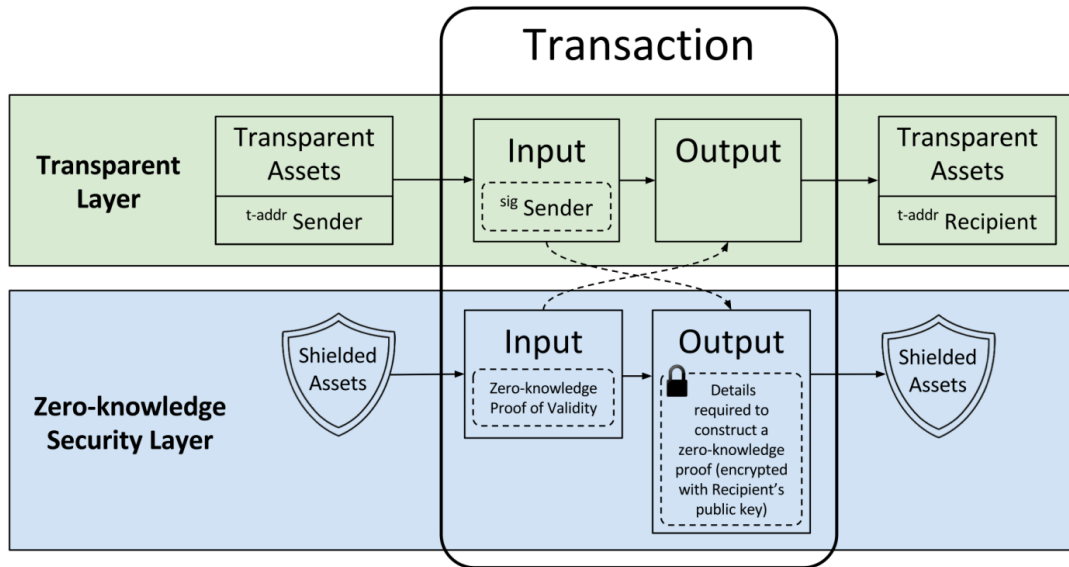 Transaction
Transparent
Layer
Transparent
Assets
t-addr Sender
Input
sig Sender
Output
Transparent
Assets
t-addr Recipient
Zero-knowledge
Security Layer
Shielded
Assets
Input
Zero-knowledge
Proof of Validity
Output
Details
required to
construct a
zero-knowledge
proof (encrypted
with Recipient's
public key)
Shielded
Assets